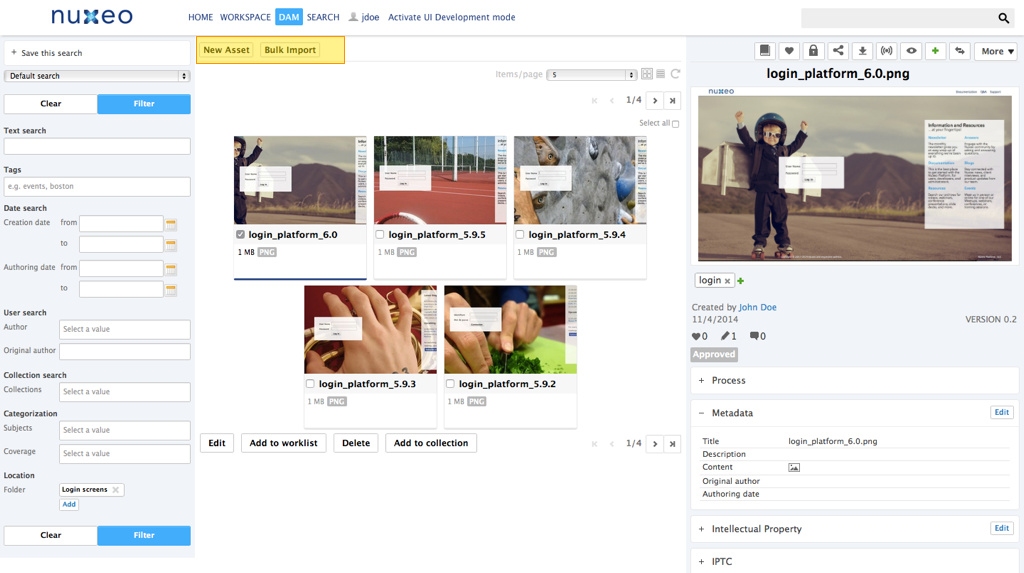 nuxeo
HOME WORKSPACE DAM SEARCH jdoe Activate UI Development mode
+ Save this search
Default search
Clear Filter
Text search
Tags
e.g. events, boston
Date search
Creation date from
to
Authoring date from
to
User search
Author Select a value
Original author
Collection search
Collections Select a value
Categorization
Subjects Select a value
Coverage Select a value
Location
Folder Login screens
Add
Clear Filter
New Asset Bulk Import
Items/page 5
1/4
Select all
login_platform_6.0
1 MB PNG
login_platform_5.9.5
1 MB PNG
login_platform_5.9.4
1 MB PNG
login_platform_5.9.3
1 MB PNG
login_platform_5.9.2
1 MB PNG
Edit Add to worklist Delete Add to collection
1/4
More
login_platform_6.0.png
nuxeo
Information and Resources
login
Created by John Doe
11/4/2014 VERSION 0.2
0 1 0
Approved
+ Process
− Metadata Edit
Title login_platform_6.0.png
Description
Content
Original author
Authoring date
+ Intellectual Property Edit
+ IPTC